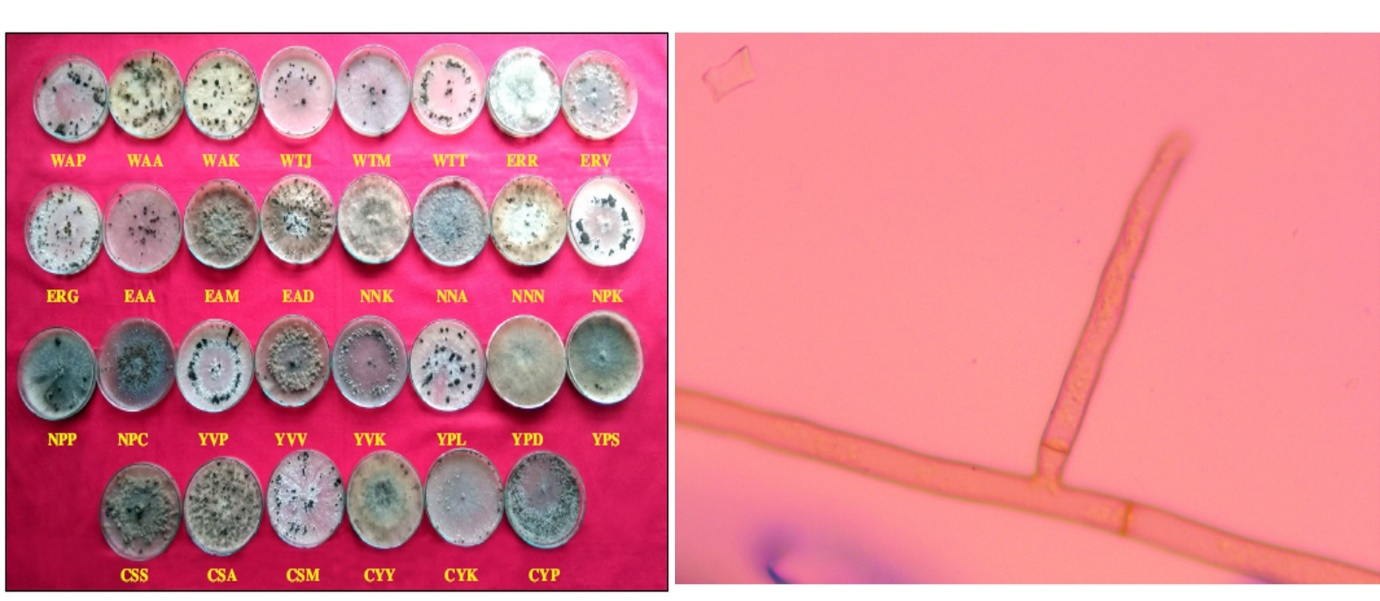 WAP WAA WAK WTJ WTM WTT ERR ERV
ERG EAA EAM EAD NNK NNA NNN NPK
NPP NPC YVP YVV YVK YPL YPD YPS
CSS CSA CSM CYY CYK CYP